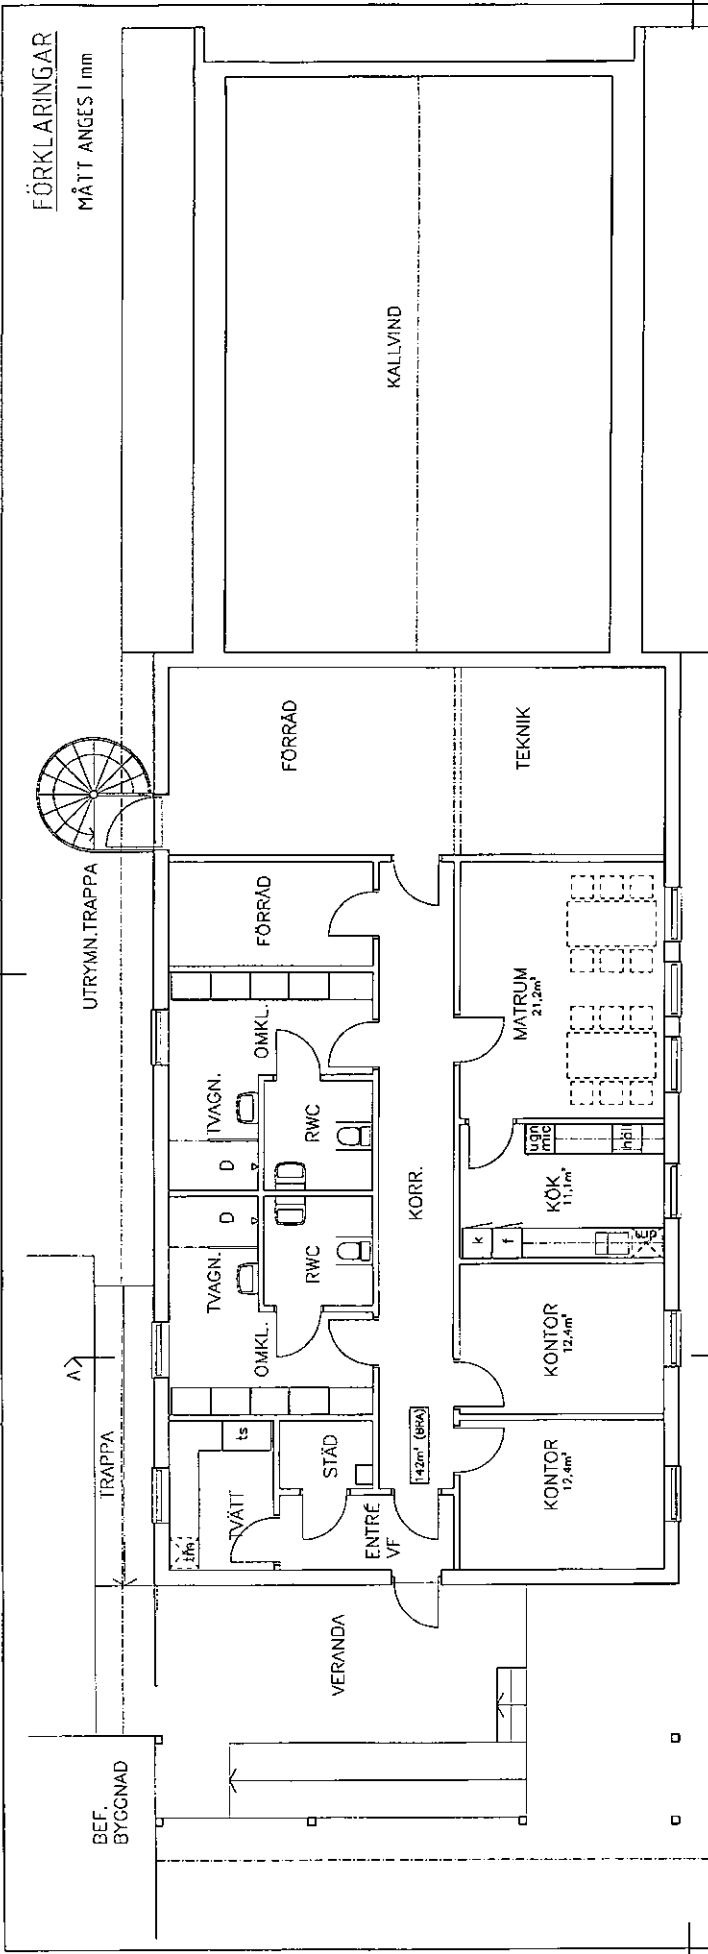 FÖRKLARINGAR
MÅTT ANGES I mm
KALLVIND
UTRYMN.TRAPPA
FÖRRÅD
TEKNIK
FÖRRÅD
OMKL.
TVAGN.
D
RWC
MATRUM
21,2m²
KORR.
ugn
mic
häll
KÖK
11,1m²
k
f
D
TVAGN.
RWC
OMKL.
KONTOR
12,4m²
A
TRAPPA
ts
STÄD
142m² (BRA)
KONTOR
12,4m²
TVÄTT
tm
ENTRÉ
VF
VERANDA
BEF.
BYGGNAD